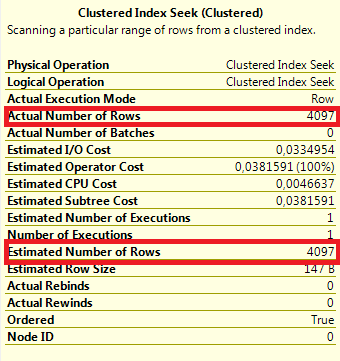 Clustered Index Seek (Clustered)
Scanning a particular range of rows from a clustered index.
Physical Operation Clustered Index Seek
Logical Operation Clustered Index Seek
Actual Execution Mode Row
Actual Number of Rows 4097
Actual Number of Batches 0
Estimated I/O Cost 0,0334954
Estimated Operator Cost 0,0381591 (100%)
Estimated CPU Cost 0,0046637
Estimated Subtree Cost 0,0381591
Estimated Number of Executions 1
Number of Executions 1
Estimated Number of Rows 4097
Estimated Row Size 147 B
Actual Rebinds 0
Actual Rewinds 0
Ordered True
Node ID 0